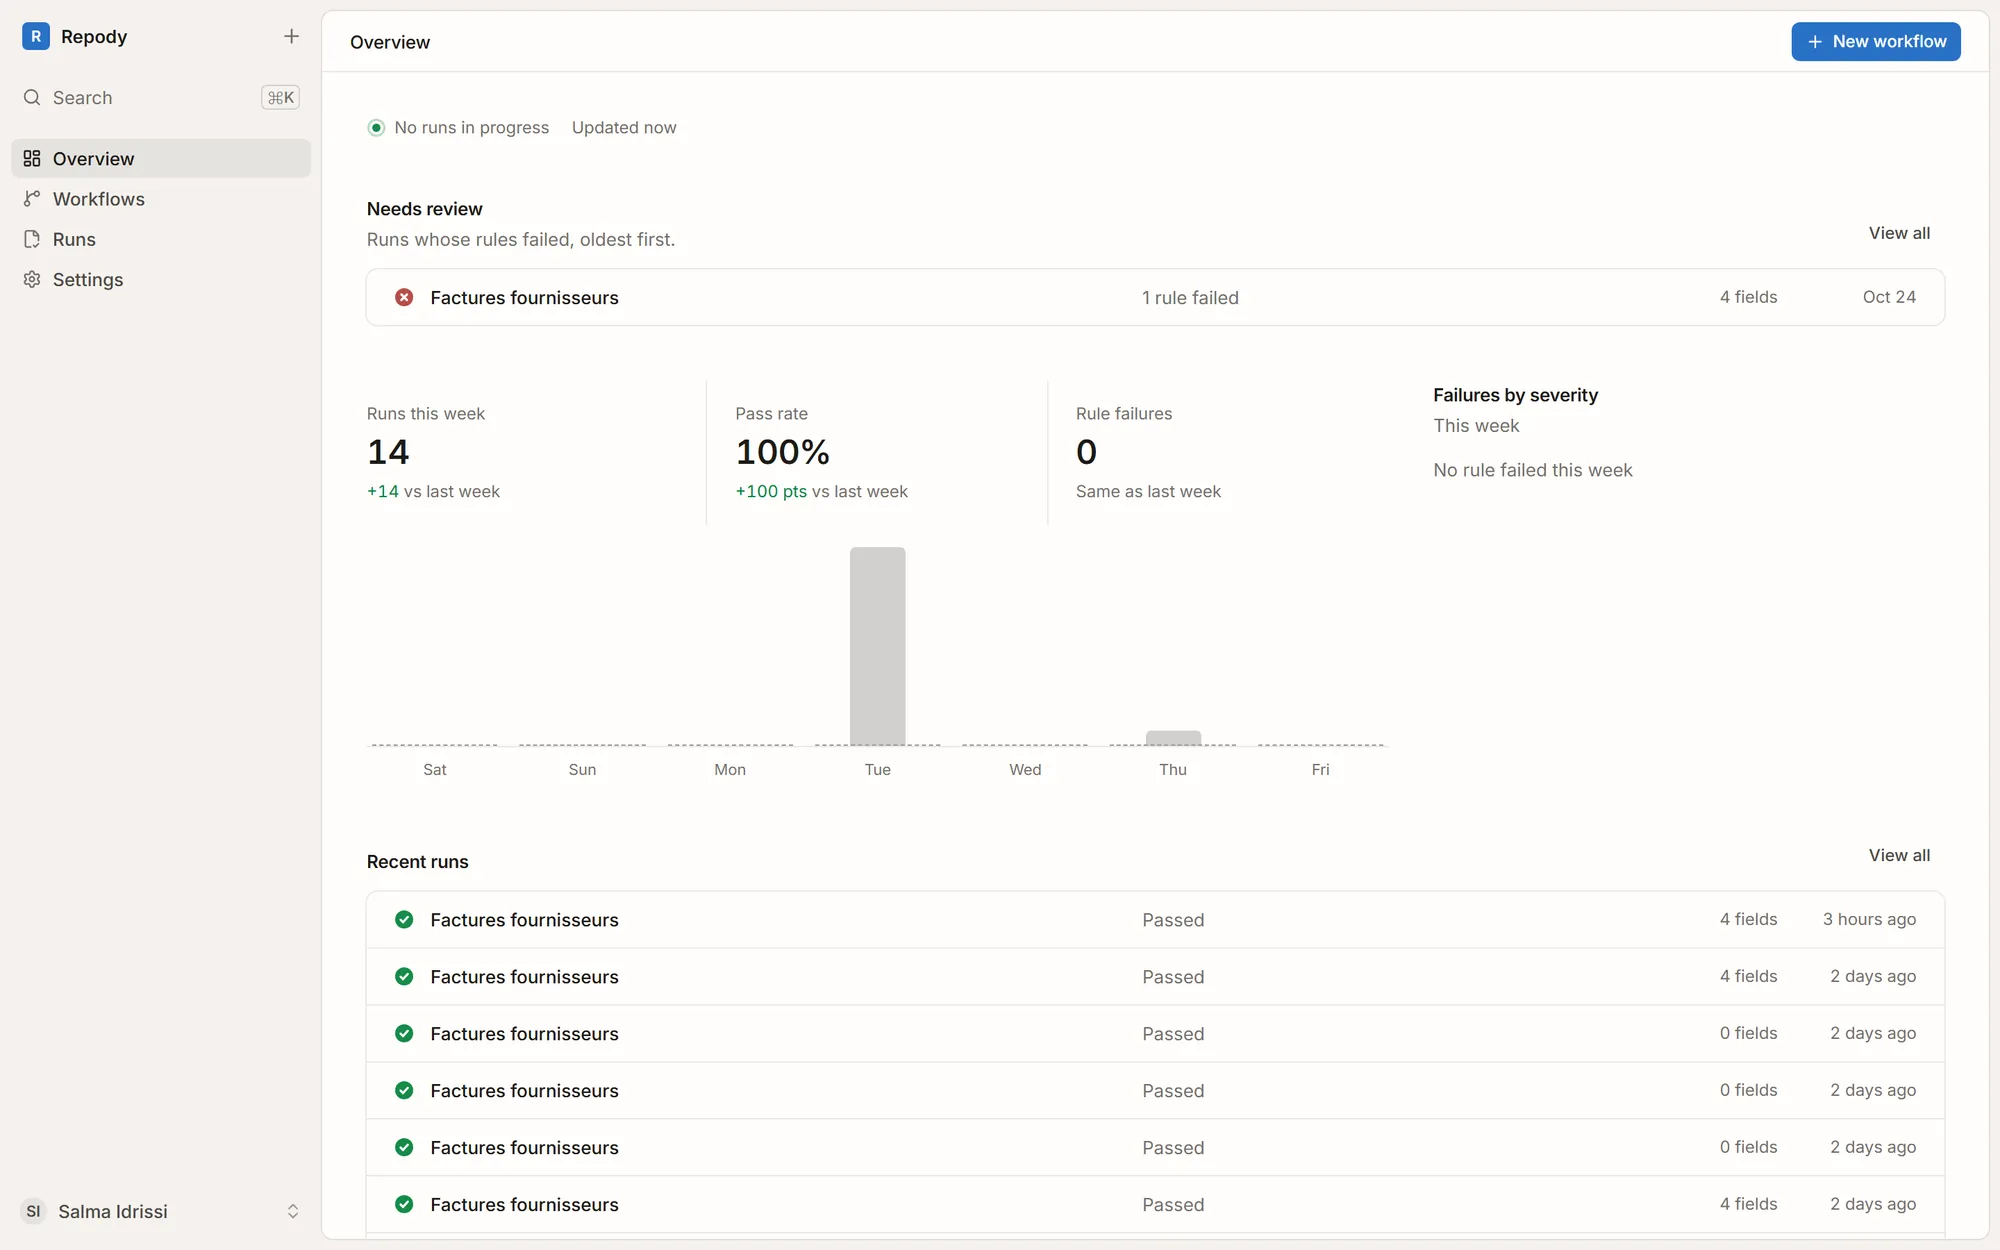 R Repody
Search ⌘K
Overview
Workflows
Runs
Settings
SI Salma Idrissi
Overview
New workflow
No runs in progress Updated now
Needs review
Runs whose rules failed, oldest first.
View all
Factures fournisseurs 1 rule failed 4 fields Oct 24
Runs this week
14
+14 vs last week
Pass rate
100%
+100 pts vs last week
Rule failures
0
Same as last week
Failures by severity
This week
No rule failed this week
Sat Sun Mon Tue Wed Thu Fri
Recent runs
View all
Factures fournisseurs Passed 4 fields 3 hours ago
Factures fournisseurs Passed 4 fields 2 days ago
Factures fournisseurs Passed 0 fields 2 days ago
Factures fournisseurs Passed 0 fields 2 days ago
Factures fournisseurs Passed 0 fields 2 days ago
Factures fournisseurs Passed 4 fields 2 days ago